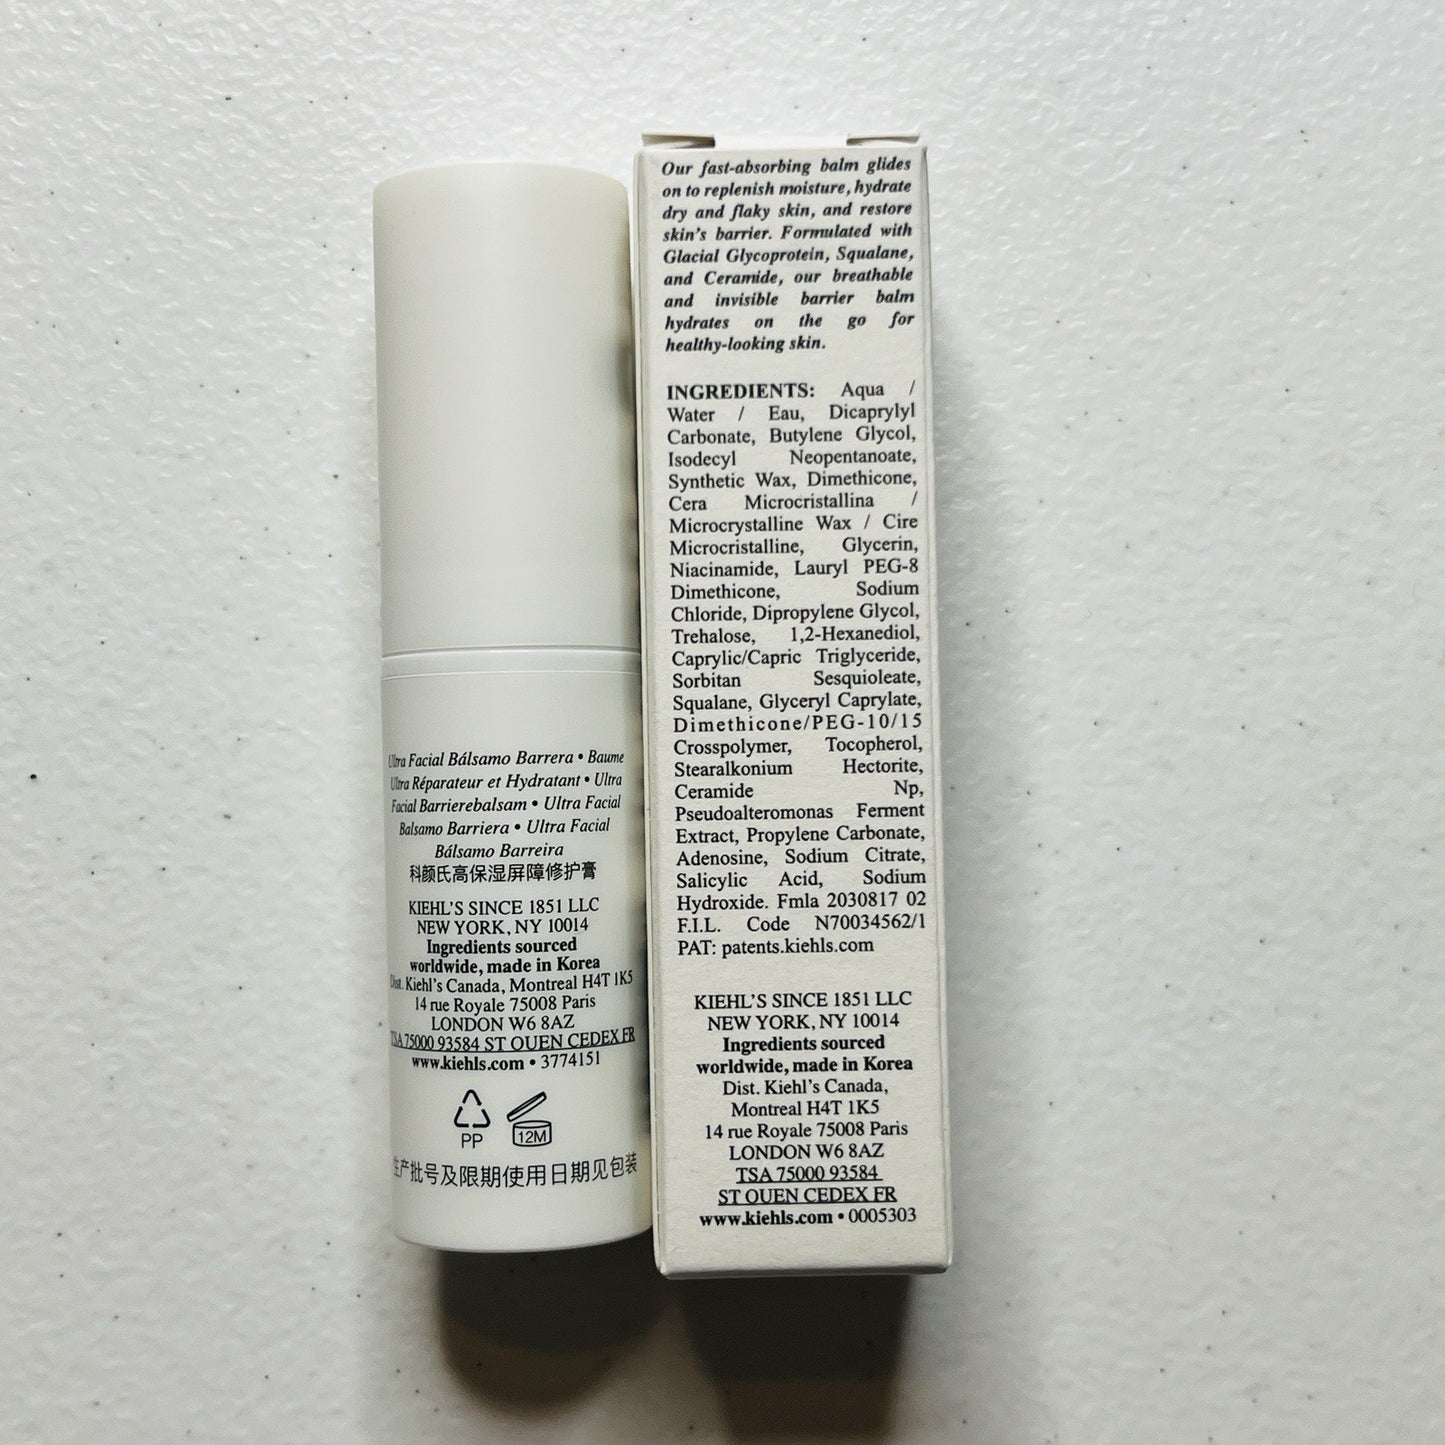 Ultra Facial Bálsamo Barrera • Baume
Ultra Réparateur et Hydratant • Ultra
Facial Barrierebalsam • Ultra Facial
Balsamo Barriera • Ultra Facial
Bálsamo Barreira
科颜氏高保湿屏障修护膏
KIEHL'S SINCE 1851 LLC
NEW YORK, NY 10014
Ingredients sourced
worldwide, made in Korea
Dist. Kiehl's Canada, Montreal H4T 1K5
14 rue Royale 75008 Paris
LONDON W6 8AZ
TSA 75000 93584 ST OUEN CEDEX FR
www.kiehls.com • 3774151
PP
12M
生产批号及限期使用日期见包装
Our fast-absorbing balm glides
on to replenish moisture, hydrate
dry and flaky skin, and restore
skin's barrier. Formulated with
Glacial Glycoprotein, Squalane,
and Ceramide, our breathable
and invisible barrier balm
hydrates on the go for
healthy-looking skin.
INGREDIENTS: Aqua /
Water / Eau, Dicaprylyl
Carbonate, Butylene Glycol,
Isodecyl Neopentanoate,
Synthetic Wax, Dimethicone,
Cera Microcristallina /
Microcrystalline Wax / Cire
Microcristalline, Glycerin,
Niacinamide, Lauryl PEG-8
Dimethicone, Sodium
Chloride, Dipropylene Glycol,
Trehalose, 1,2-Hexanediol,
Caprylic/Capric Triglyceride,
Sorbitan Sesquioleate,
Squalane, Glyceryl Caprylate,
Dimethicone/PEG-10/15
Crosspolymer, Tocopherol,
Stearalkonium Hectorite,
Ceramide Np,
Pseudoalteromonas Ferment
Extract, Propylene Carbonate,
Adenosine, Sodium Citrate,
Salicylic Acid, Sodium
Hydroxide. Fmla 2030817 02
F.I.L. Code N70034562/1
PAT: patents.kiehls.com
KIEHL'S SINCE 1851 LLC
NEW YORK, NY 10014
Ingredients sourced
worldwide, made in Korea
Dist. Kiehl's Canada,
Montreal H4T 1K5
14 rue Royale 75008 Paris
LONDON W6 8AZ
TSA 75000 93584
ST OUEN CEDEX FR
www.kiehls.com • 0005303